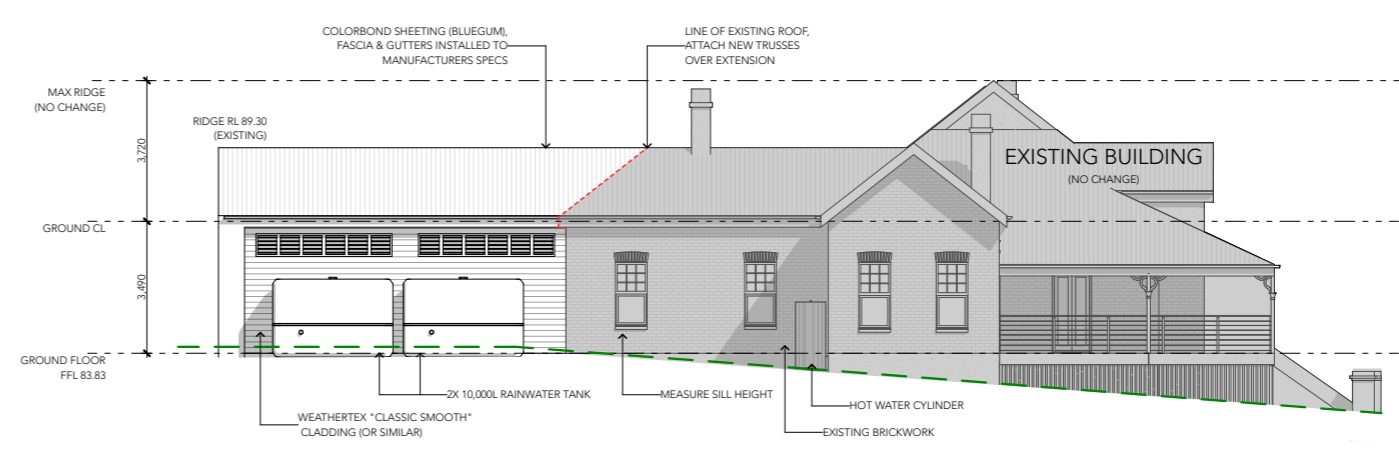 COLORBOND SHEETING (BLUEGUM),
FASCIA & GUTTERS INSTALLED TO
MANUFACTURERS SPECS
LINE OF EXISTING ROOF,
ATTACH NEW TRUSSES
OVER EXTENSION
MAX RIDGE
(NO CHANGE)
RIDGE RL 89.30
(EXISTING)
3,720
EXISTING BUILDING
(NO CHANGE)
GROUND CL
3,490
GROUND FLOOR
FFL 83.83
2X 10,000L RAINWATER TANK
MEASURE SILL HEIGHT
HOT WATER CYLINDER
WEATHERTEX "CLASSIC SMOOTH"
CLADDING (OR SIMILAR)
EXISTING BRICKWORK